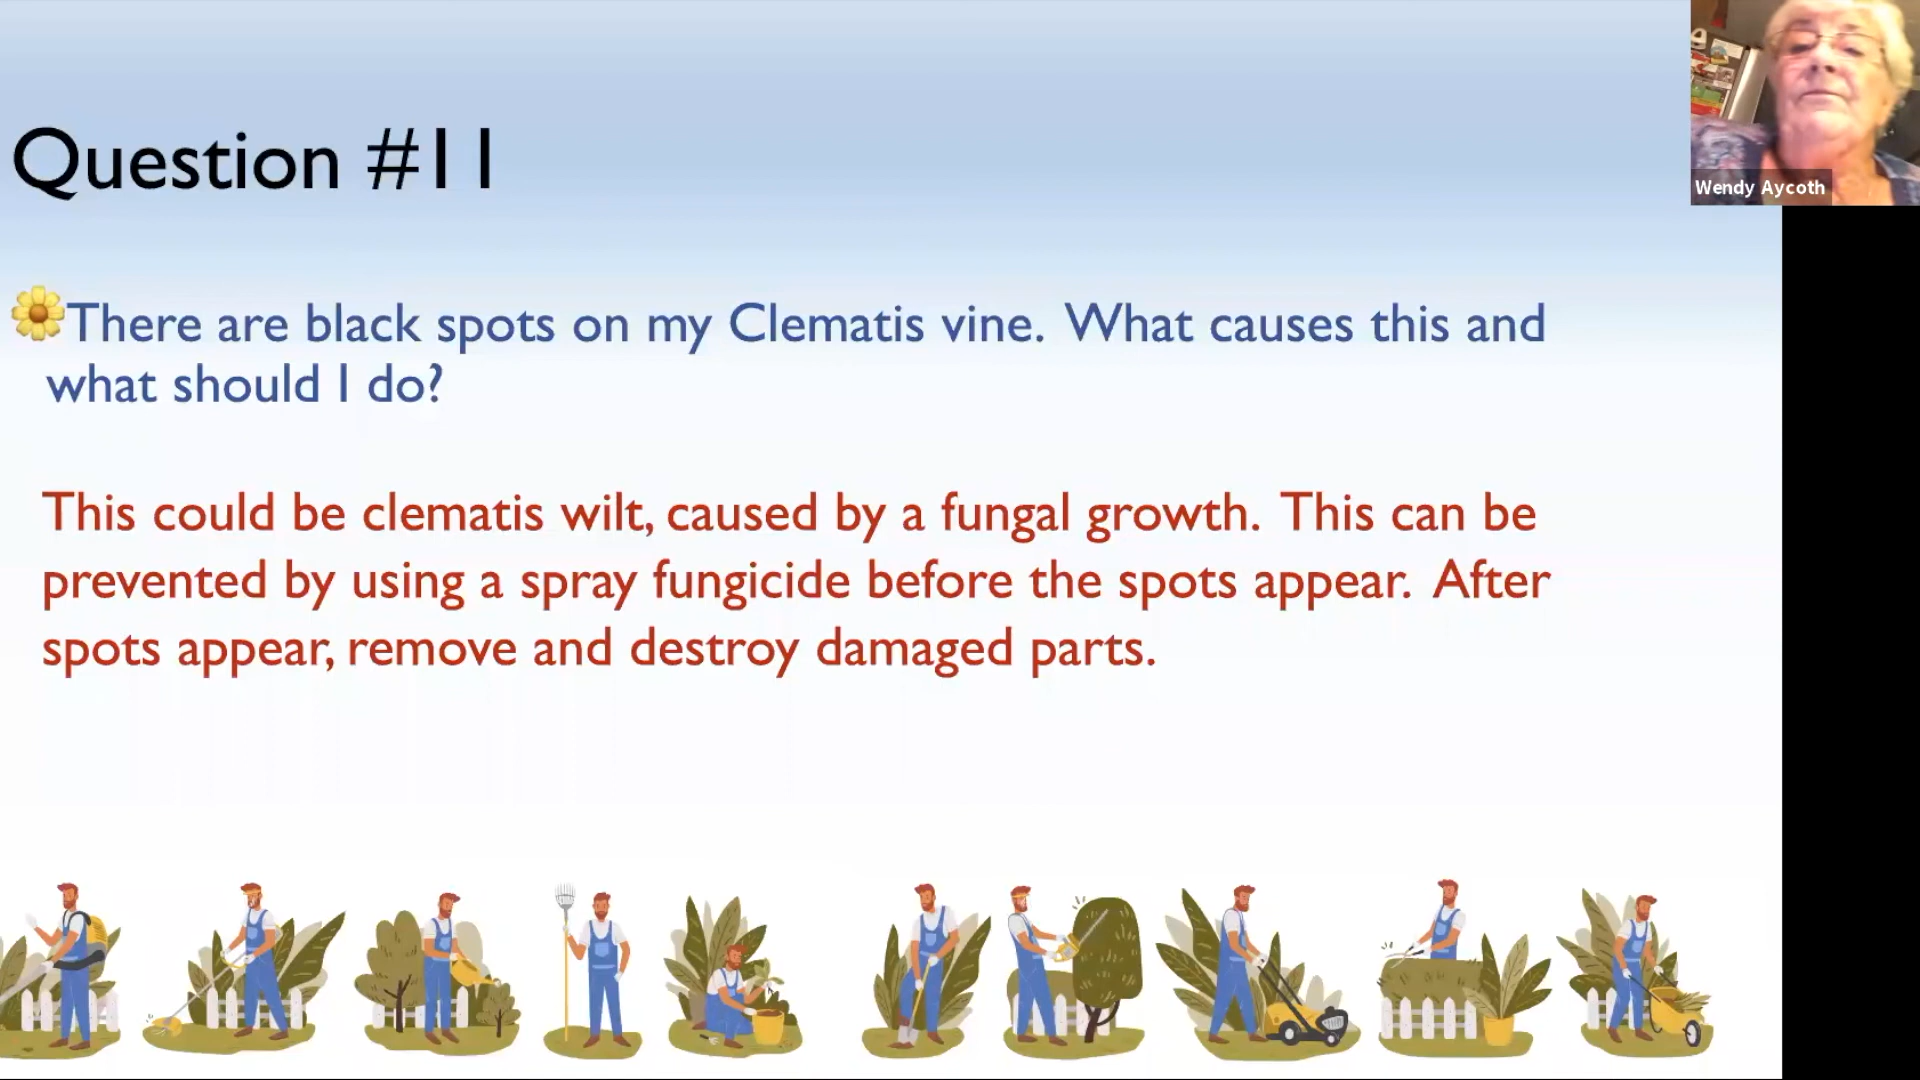 Question #11
There are black spots on my Clematis vine. What causes this and
what should I do?
This could be clematis wilt, caused by a fungal growth. This can be
prevented by using a spray fungicide before the spots appear. After
spots appear, remove and destroy damaged parts.
Wendy Aycoth